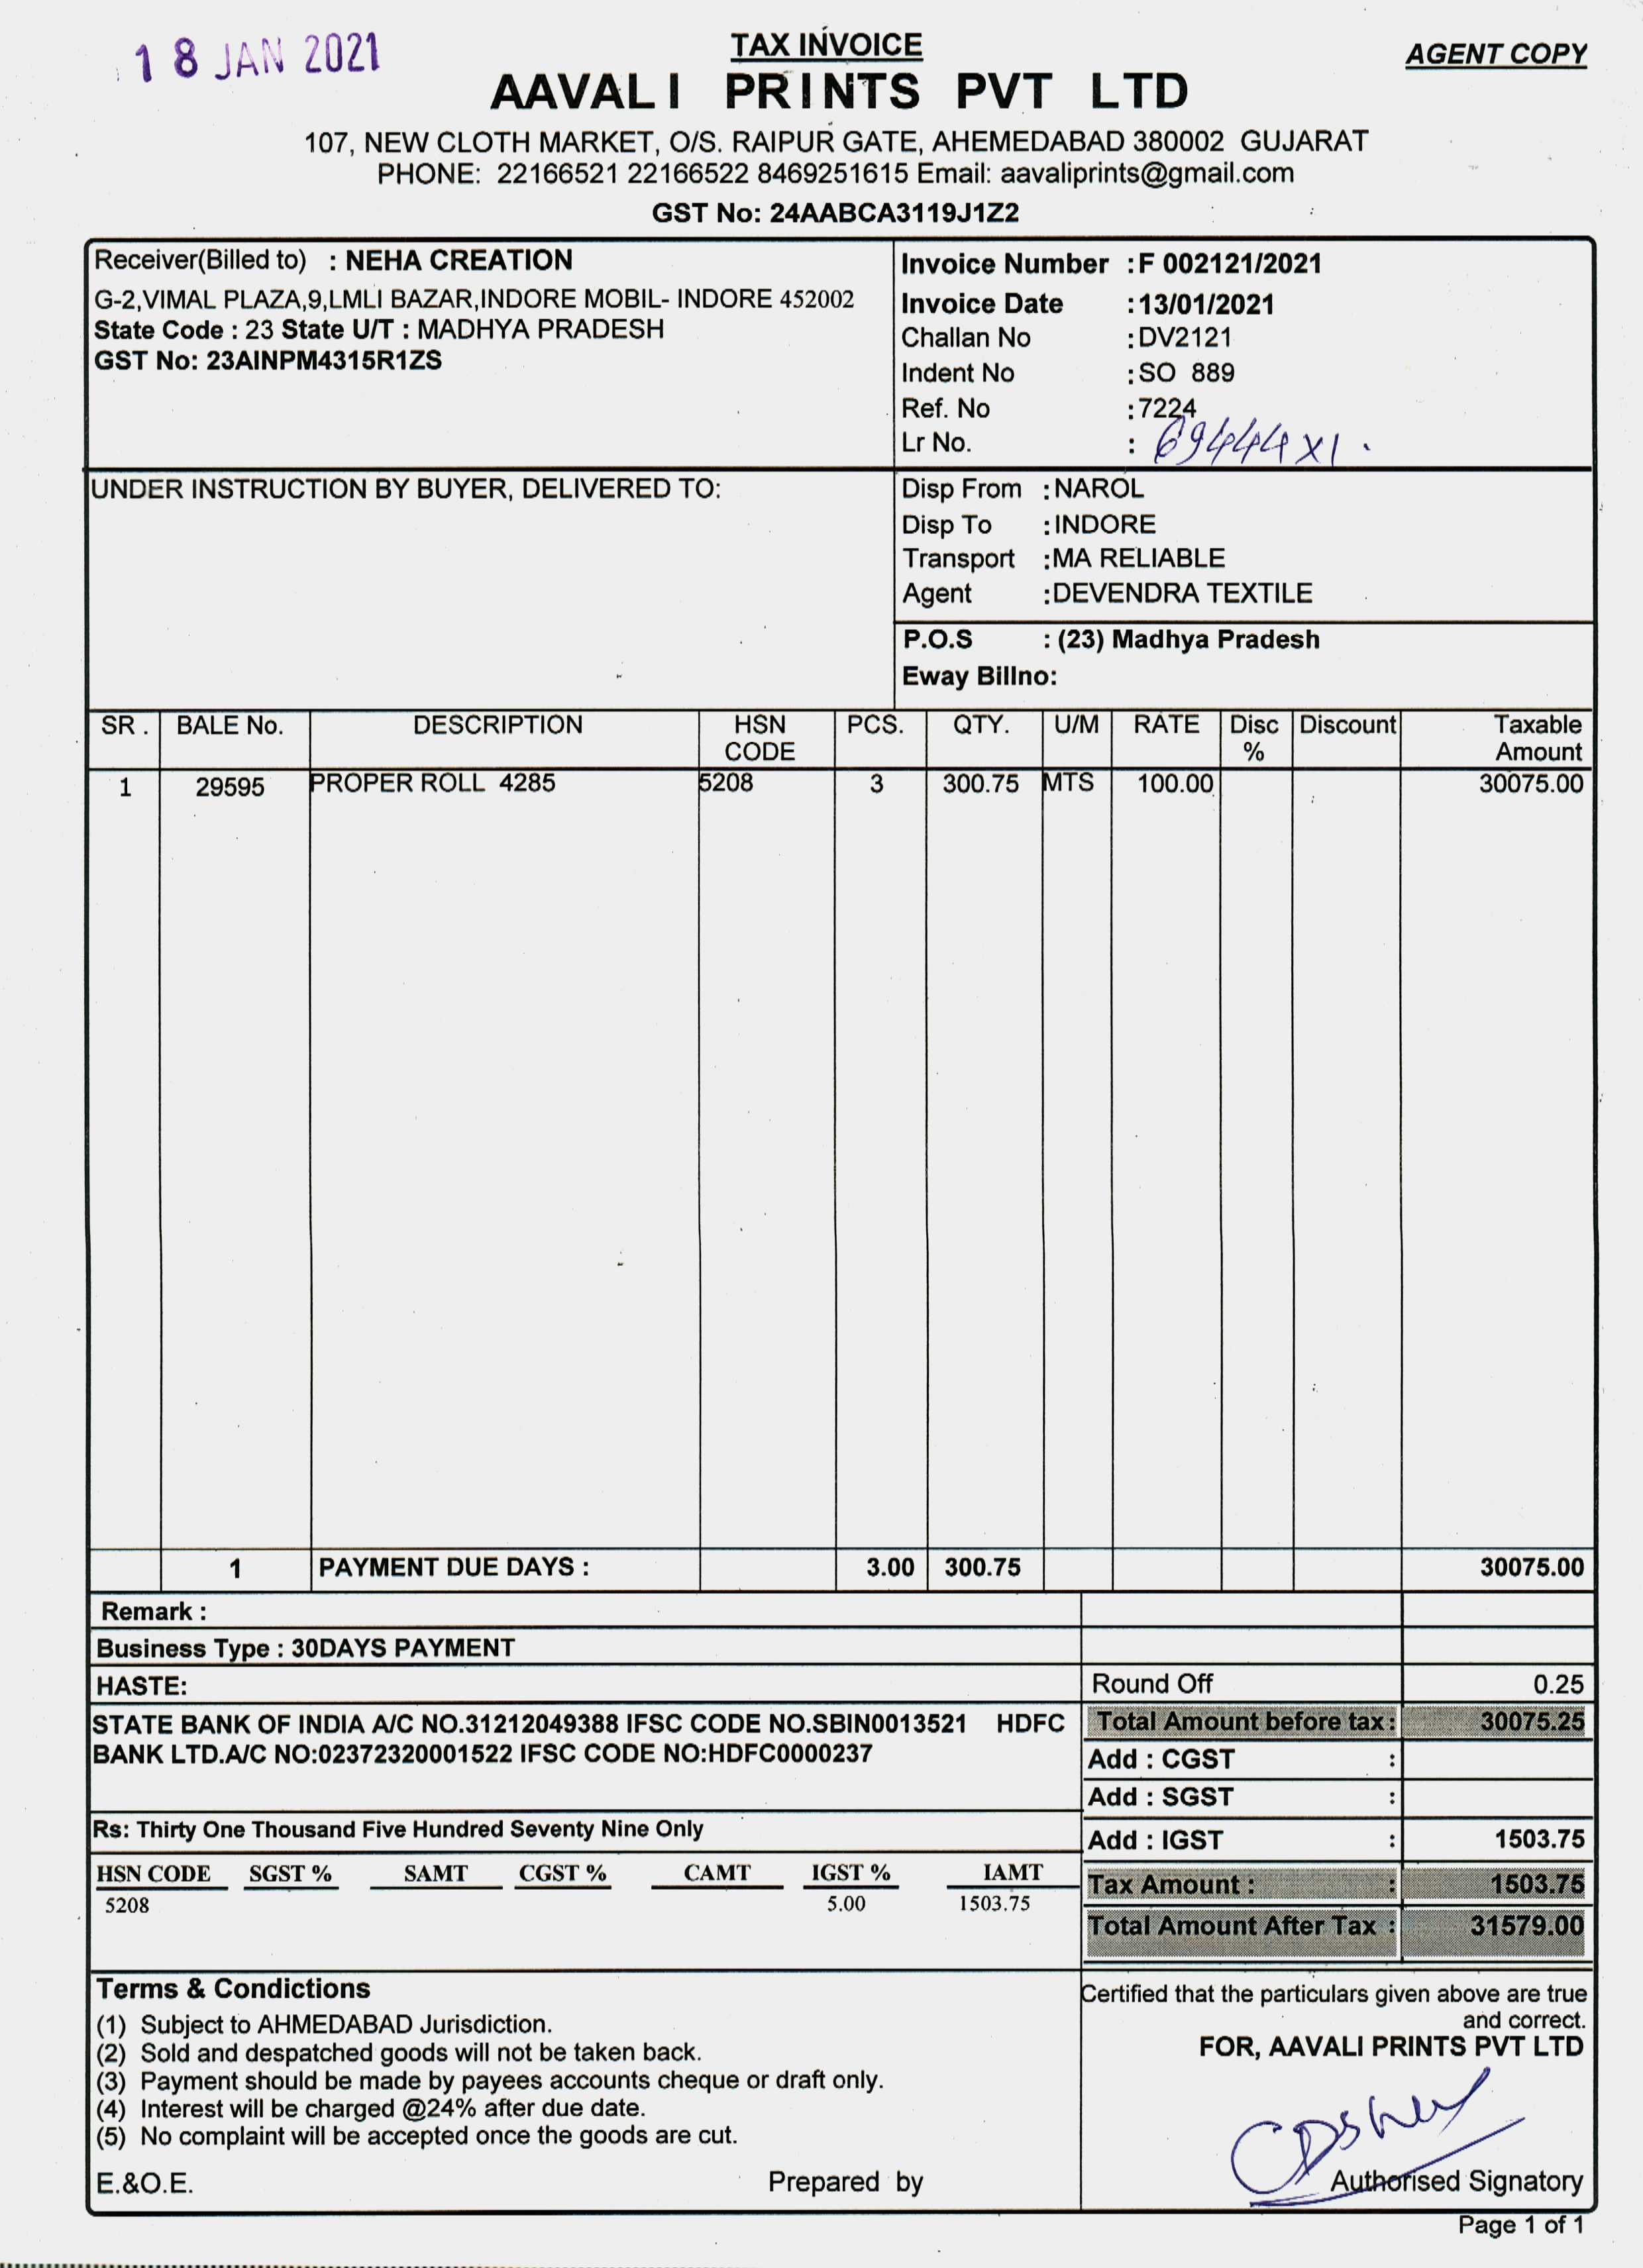 18 JAN 2021
TAX INVOICE
AGENT COPY
AAVALI PRINTS PVT LTD
107, NEW CLOTH MARKET, O/S. RAIPUR GATE, AHEMEDABAD 380002 GUJARAT
PHONE: 22166521 22166522 8469251615 Email: aavaliprints@gmail.com
GST No: 24AABCA3119J1Z2
Receiver(Billed to) : NEHA CREATION
G-2,VIMAL PLAZA,9,LMLI BAZAR,INDORE MOBIL- INDORE 452002
State Code : 23 State U/T : MADHYA PRADESH
GST No: 23AINPM4315R1ZS
Invoice Number : F 002121/2021
Invoice Date : 13/01/2021
Challan No : DV2121
Indent No : SO 889
Ref. No : 7224
Lr No. : 69444 X1.
UNDER INSTRUCTION BY BUYER, DELIVERED TO:
Disp From : NAROL
Disp To : INDORE
Transport : MA RELIABLE
Agent : DEVENDRA TEXTILE
P.O.S : (23) Madhya Pradesh
Eway Billno:
SR. BALE No. DESCRIPTION HSN CODE PCS. QTY. U/M RATE Disc % Discount Taxable Amount
1 29595 PROPER ROLL 4285 5208 3 300.75 MTS 100.00 30075.00
1 PAYMENT DUE DAYS : 3.00 300.75 30075.00
Remark :
Business Type : 30DAYS PAYMENT
HASTE:
Round Off 0.25
STATE BANK OF INDIA A/C NO.31212049388 IFSC CODE NO.SBIN0013521 HDFC
BANK LTD.A/C NO:02372320001522 IFSC CODE NO:HDFC0000237
Total Amount before tax: 30075.25
Add : CGST :
Add : SGST :
Rs: Thirty One Thousand Five Hundred Seventy Nine Only
Add : IGST : 1503.75
HSN CODE SGST % SAMT CGST % CAMT IGST % IAMT
5208 5.00 1503.75
Tax Amount : : 1503.75
Total Amount After Tax : 31579.00
Terms & Condictions
(1) Subject to AHMEDABAD Jurisdiction.
(2) Sold and despatched goods will not be taken back.
(3) Payment should be made by payees accounts cheque or draft only.
(4) Interest will be charged @24% after due date.
(5) No complaint will be accepted once the goods are cut.
E.&O.E.
Prepared by
Certified that the particulars given above are true
and correct.
FOR, AAVALI PRINTS PVT LTD
Authorised Signatory
Page 1 of 1